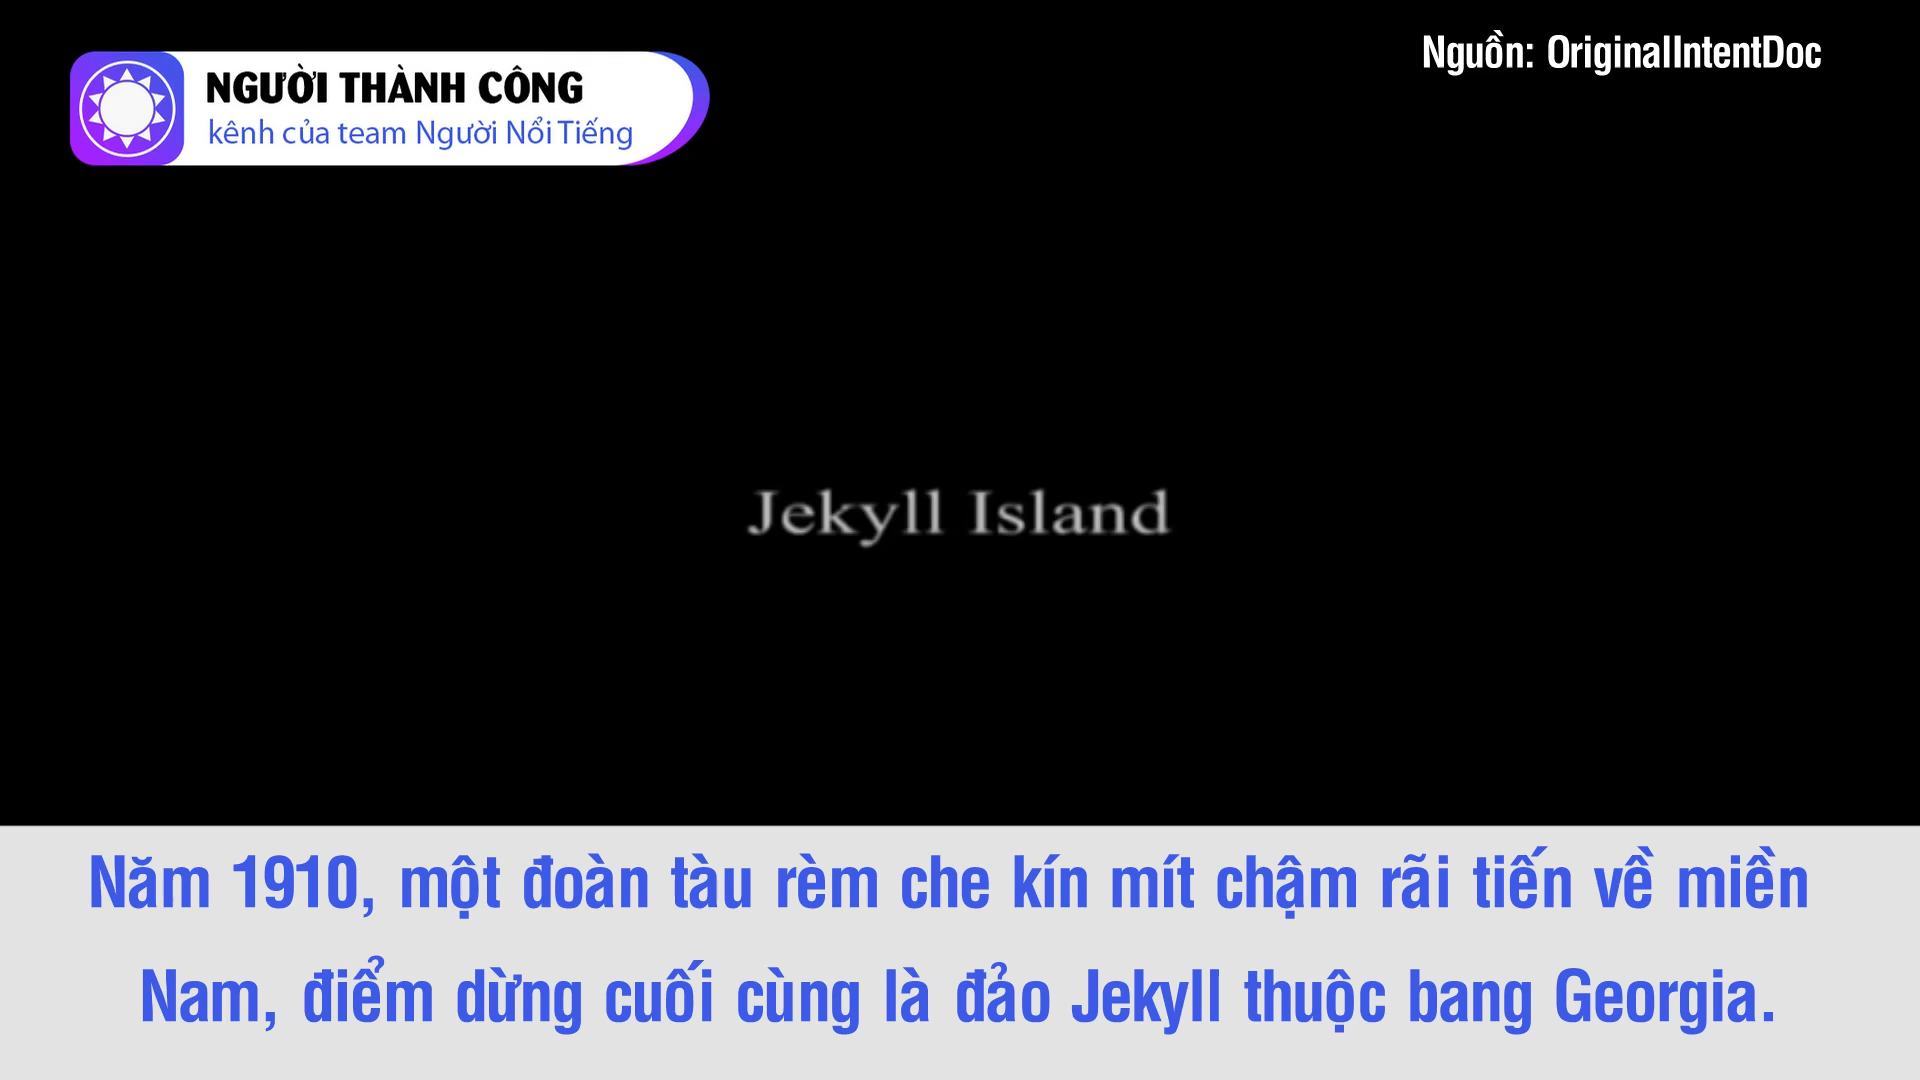 NGƯỜI THÀNH CÔNG
kênh của team Người Nổi Tiếng
Nguồn: OriginalIntentDoc
Jekyll Island
Năm 1910, một đoàn tàu rèm che kín mít chậm rãi tiến về miền
Nam, điểm dừng cuối cùng là đảo Jekyll thuộc bang Georgia.